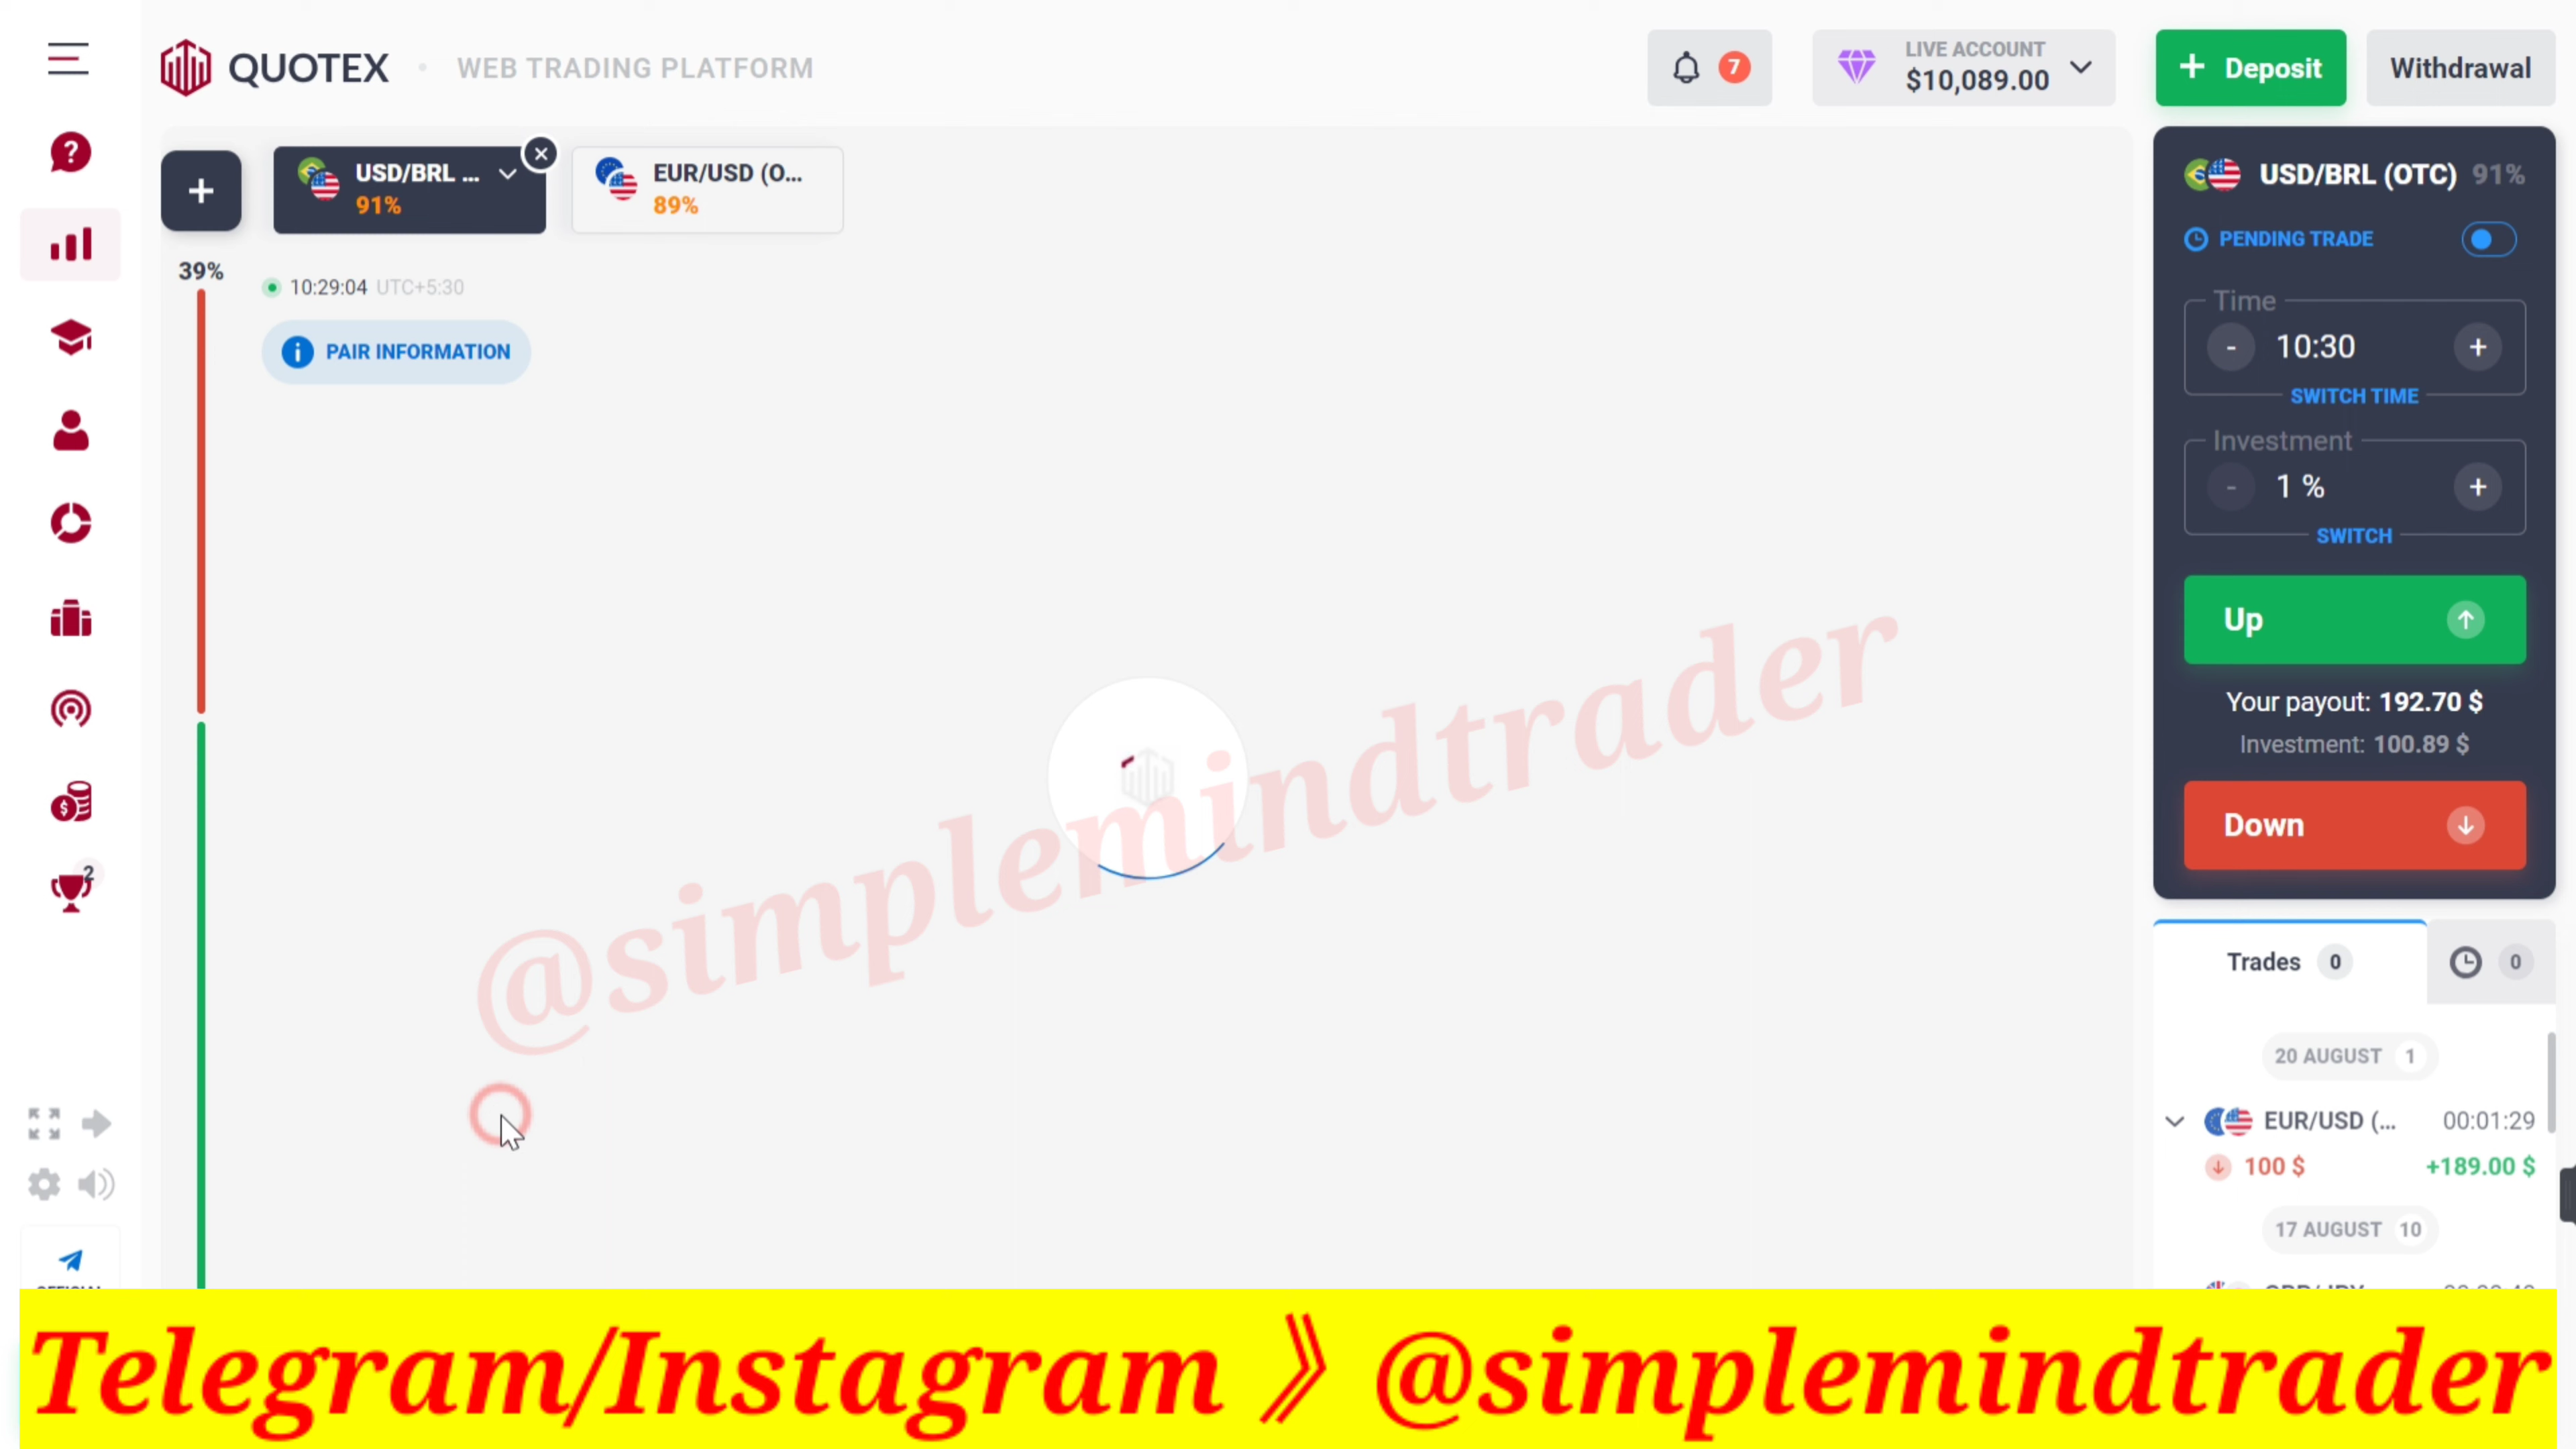 QUOTEX • WEB TRADING PLATFORM
7
LIVE ACCOUNT
$10,089.00
+ Deposit
Withdrawal
+
USD/BRL ...
91%
EUR/USD (O...
89%
39%
10:29:04 UTC+5:30
i PAIR INFORMATION
USD/BRL (OTC) 91%
PENDING TRADE
Time
- 10:30 +
SWITCH TIME
Investment
- 1 % +
SWITCH
Up
Your payout: 192.70 $
Investment: 100.89 $
Down
@simplemindtrader
2
Trades 0
0
20 AUGUST 1
EUR/USD (... 00:01:29
100 $ +189.00 $
17 AUGUST 10
Telegram/Instagram 》@simplemindtrader